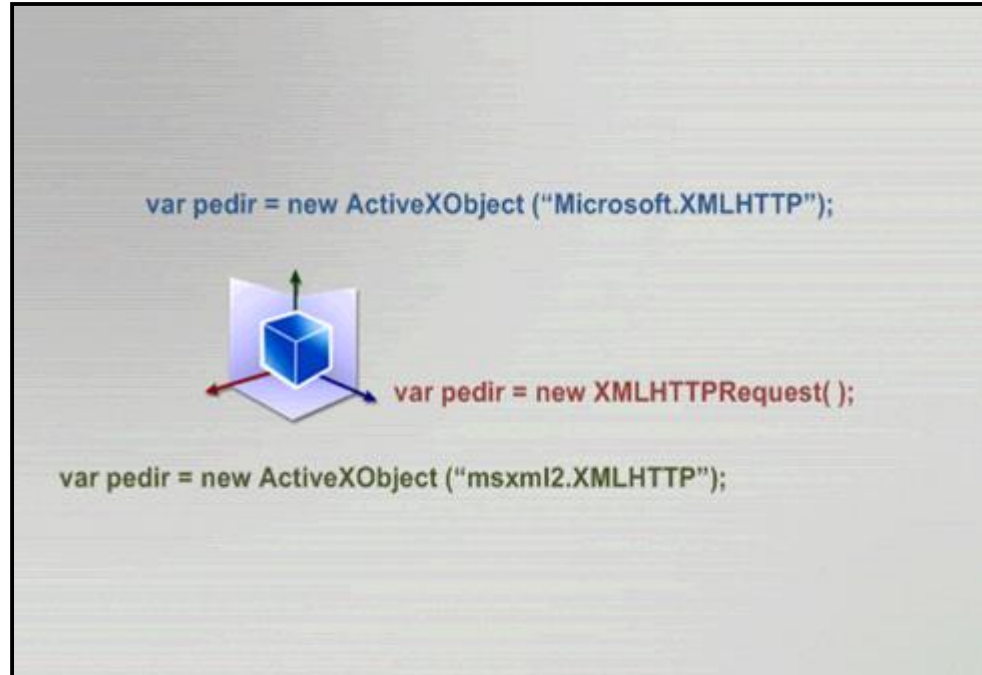 var pedir = new ActiveXObject (“Microsoft.XMLHTTP”);
var pedir = new XMLHTTPRequest( );
var pedir = new ActiveXObject (“msxml2.XMLHTTP”);